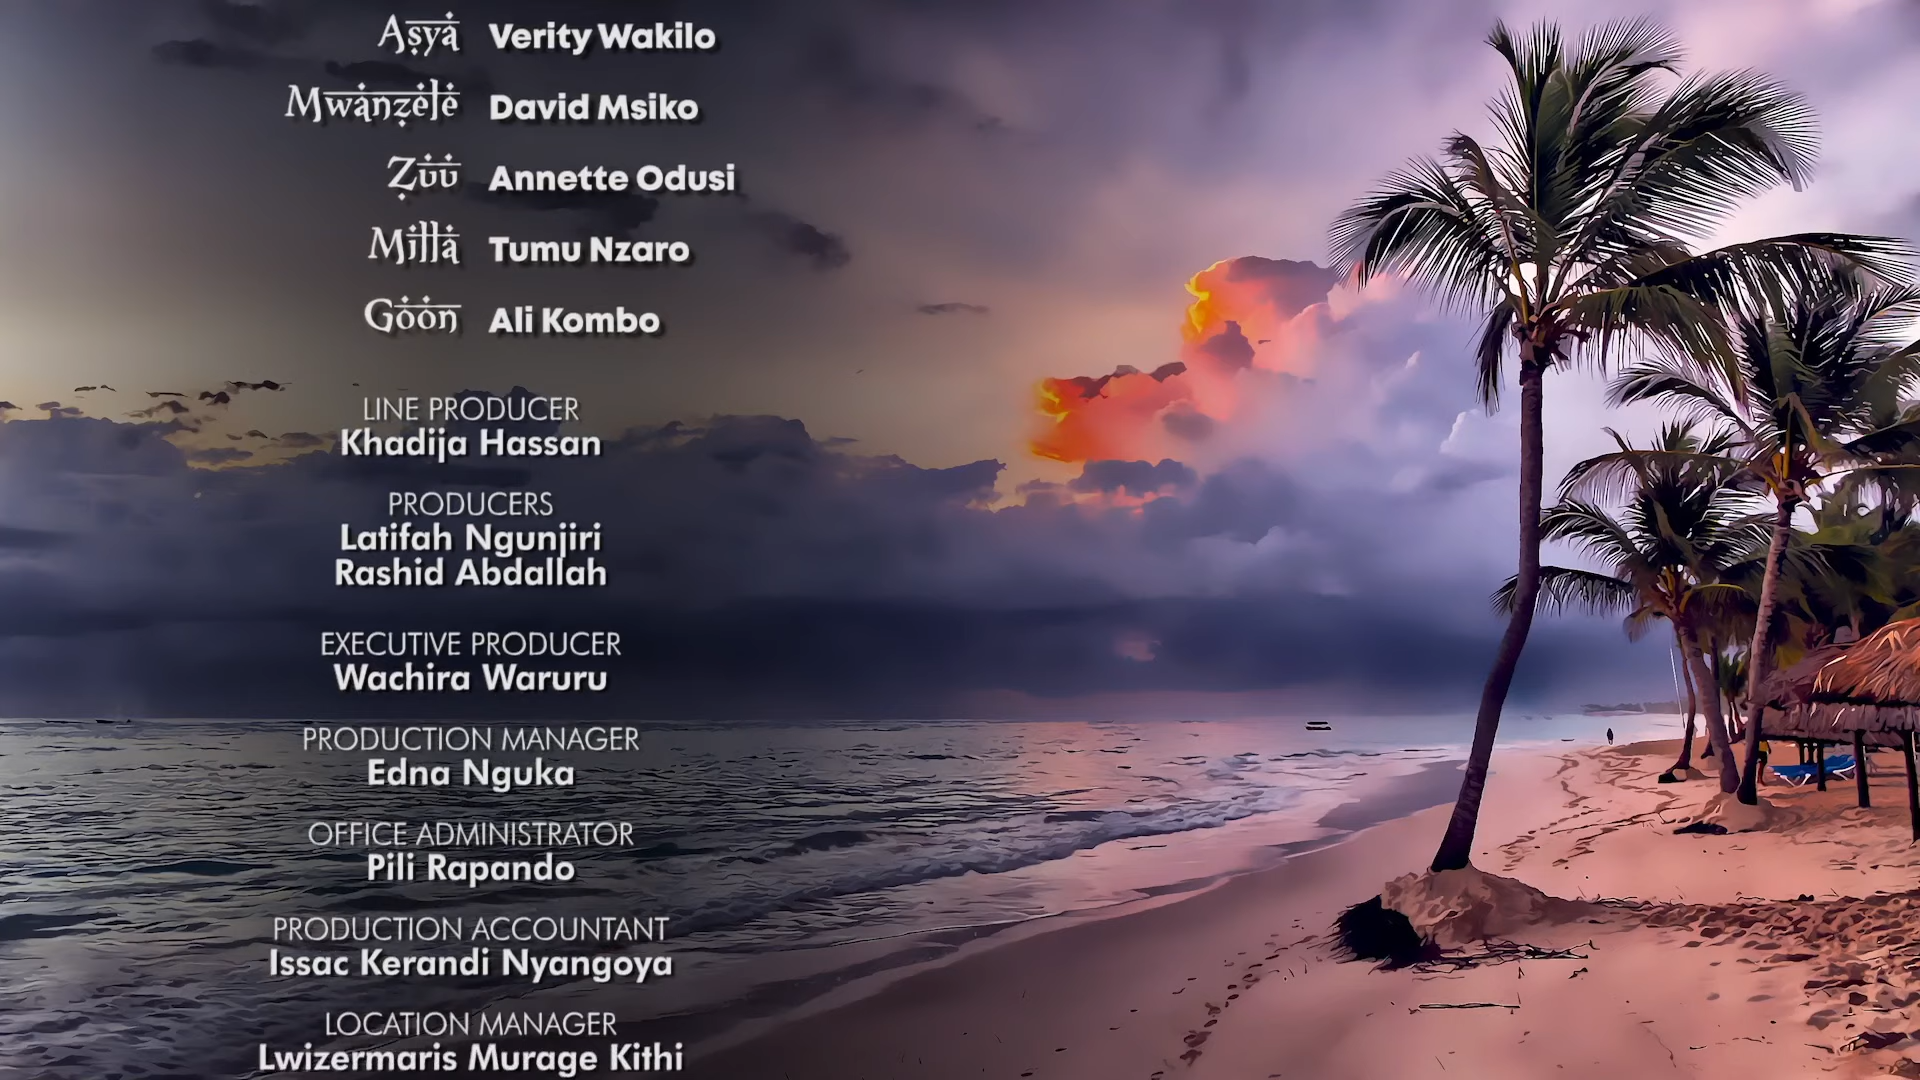 Asya Verity Wakilo
Mwanzele David Msiko
Zuu Annette Odusi
Milla Tumu Nzaro
Goon Ali Kombo
LINE PRODUCER
Khadija Hassan
PRODUCERS
Latifah Ngunjiri
Rashid Abdallah
EXECUTIVE PRODUCER
Wachira Waruru
PRODUCTION MANAGER
Edna Nguka
OFFICE ADMINISTRATOR
Pili Rapando
PRODUCTION ACCOUNTANT
Issac Kerandi Nyangoya
LOCATION MANAGER
Lwizermaris Murage Kithi